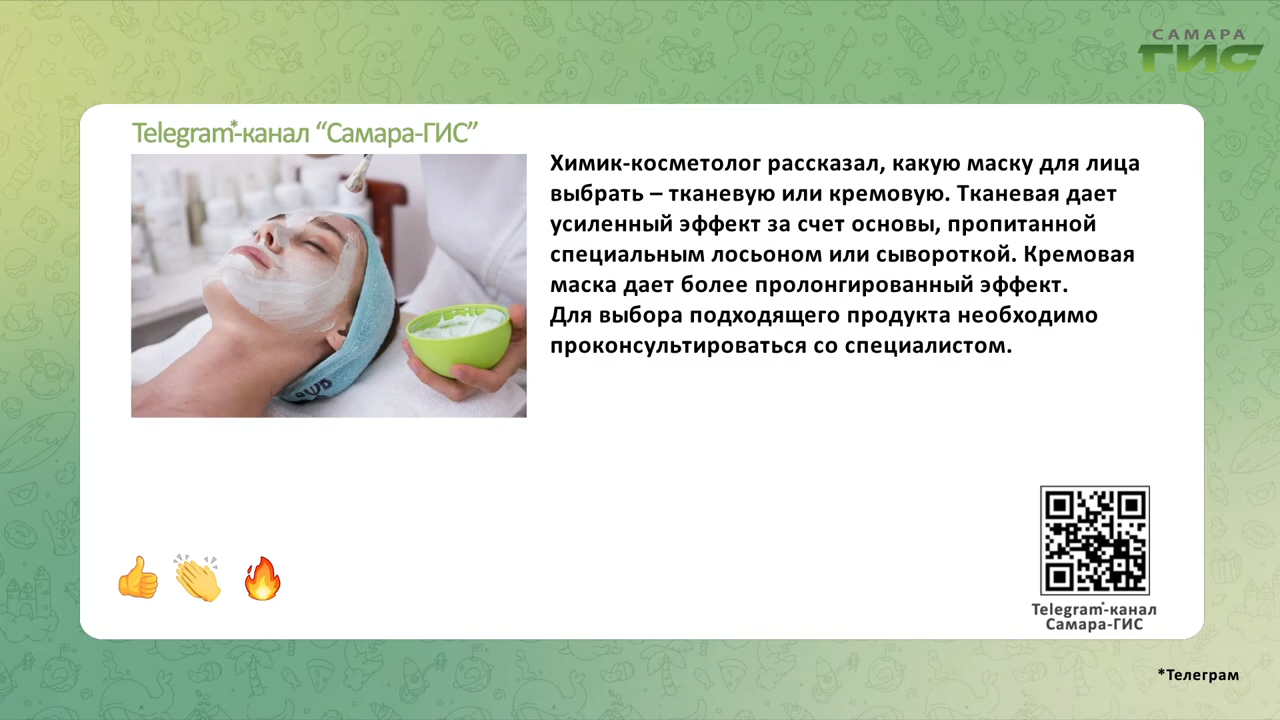 САМАРА
ГИС
Telegram*-канал “Самара-ГИС”
Химик-косметолог рассказал, какую маску для лица
выбрать – тканевую или кремовую. Тканевая дает
усиленный эффект за счет основы, пропитанной
специальным лосьоном или сывороткой. Кремовая
маска дает более пролонгированный эффект.
Для выбора подходящего продукта необходимо
проконсультироваться со специалистом.
Telegram*-канал
Самара-ГИС
*Телеграм